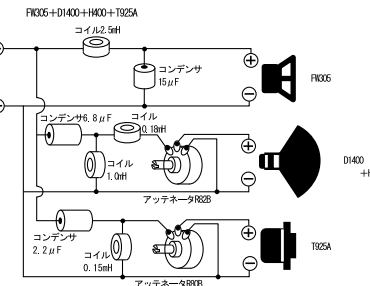 FW305+D1400+H400+T925A
コイル2.5mH
コンデンサ
15μF
FW305
コンデンサ6.8μF
コイル
0.18mH
コイル
1.0mH
D1400
+H
アッテネータR82B
コンデンサ
2.2μF
コイル
0.15mH
T925A
アッテネータR80B